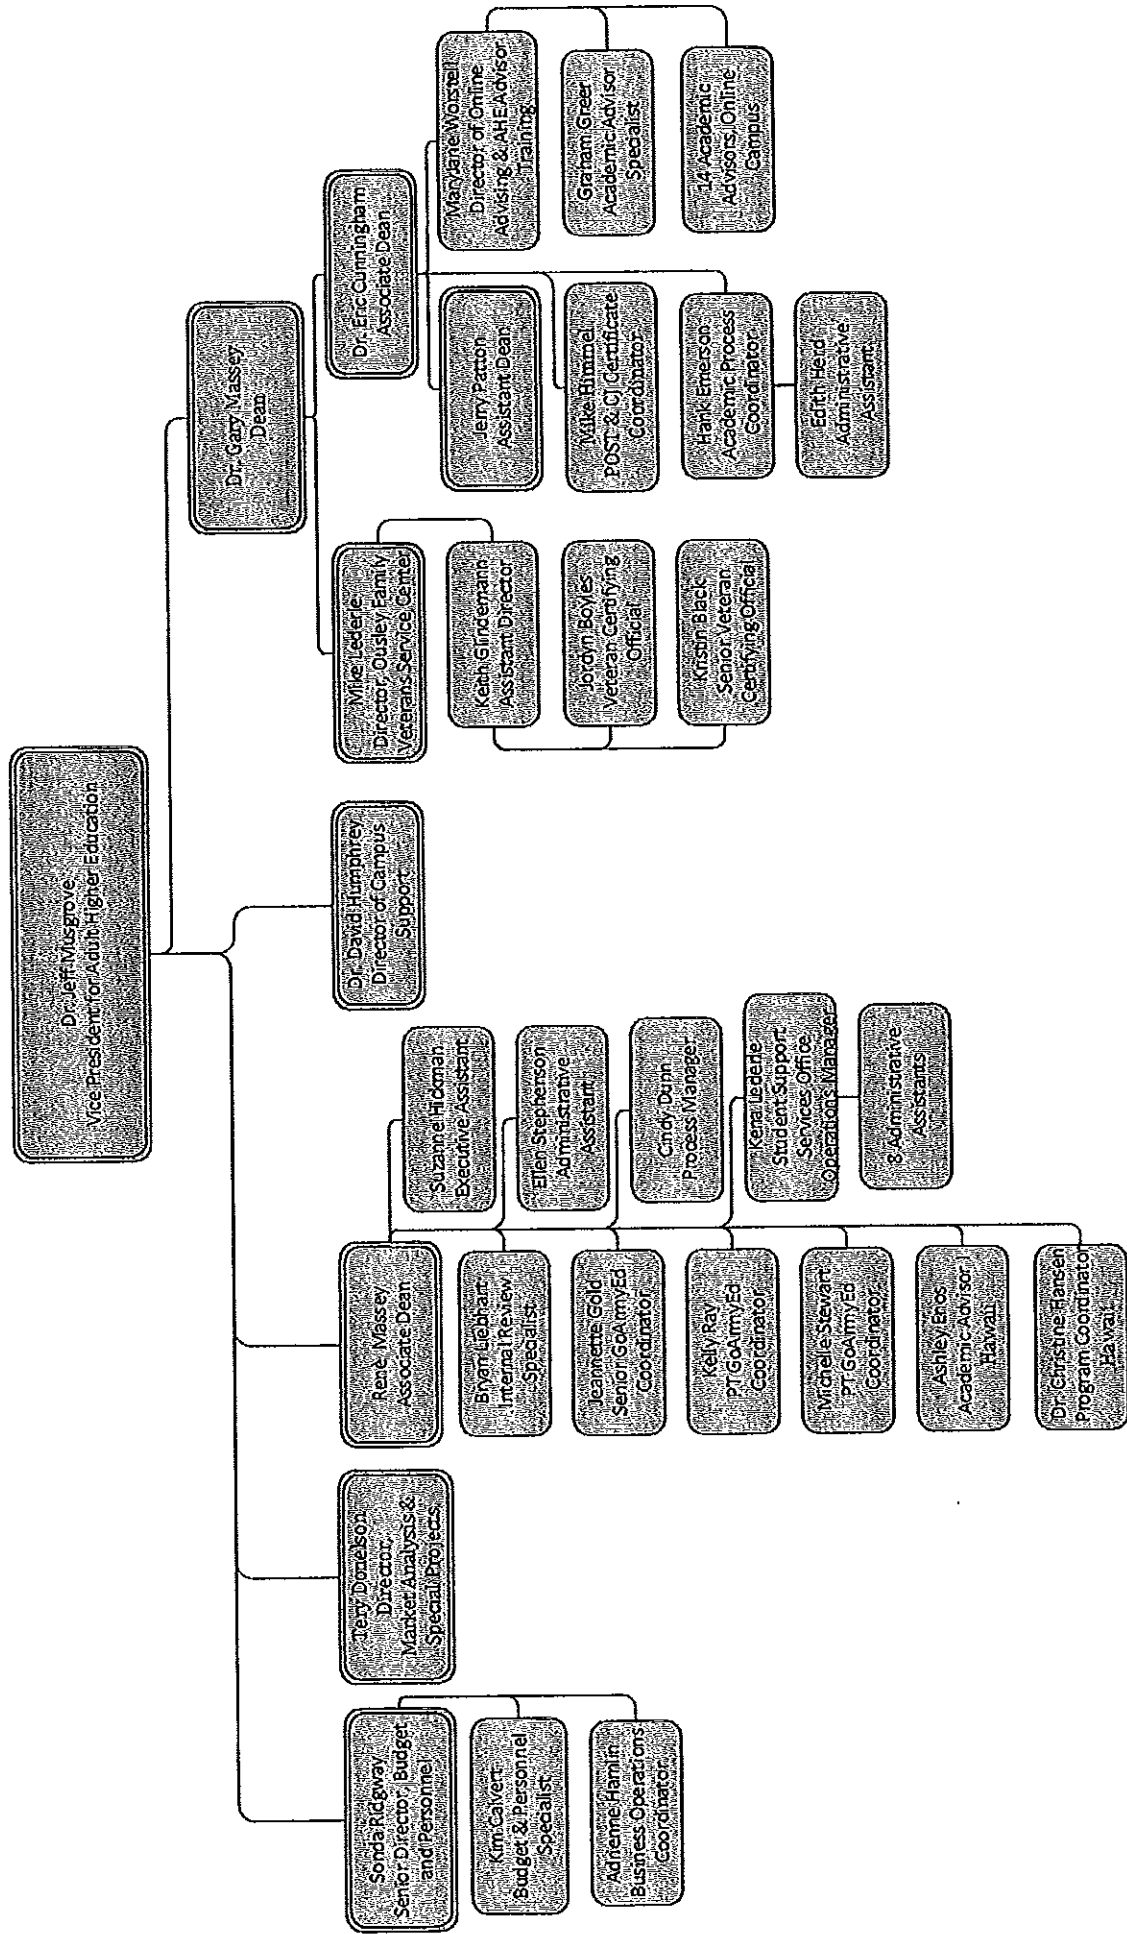 Dr. Jeff Musgrove
Vice President for Adult Higher Education
Sonda Ridgway
Senior Director, Budget
and Personnel
Kim Calvert
Budget & Personnel
Specialist
Adrienne Hamlin
Business Operations
Coordinator
Tery Donelson
Director,
Market Analysis &
Special Projects
Rene' Massey
Associate Dean
Suzanne Hickman
Executive Assistant
Bryan Liebhart
Internal Review
Specialist
Ellen Stephenson
Administrative
Assistant
Jeannette Gold
Senior GoArmyEd
Coordinator
Cindy Dunn
Process Manager
Kelly Ray
PT GoArmyEd
Coordinator
Kena Lederle
Student Support
Services Office
Operations Manager
Michelle Stewart
PT GoArmyEd
Coordinator
8 Administrative
Assistants
Ashley Enos
Academic Advisor I
Hawaii
Dr. Christine Hansen
Program Coordinator
Hawaii
Dr. David Humphrey
Director of Campus
Support
Dr. Gary Massey
Dean
Mike Lederle
Director, Ousley Family
Veterans Service Center
Keith Glindemann
Assistant Director
Jordyn Boyles
Veteran Certifying
Official
Kristin Black
Senior Veteran
Certifying Official
Dr. Eric Cunningham
Associate Dean
Jerry Patton
Assistant Dean
Mike Himmel
POST & CJ Certificate
Coordinator
Hank Emerson
Academic Process
Coordinator
Edith Herd
Administrative
Assistant
MaryJane Worstell
Director of Online
Advising & AHE Advisor
Training
Graham Greer
Academic Advisor
Specialist
14 Academic
Advisors, Online
Campus